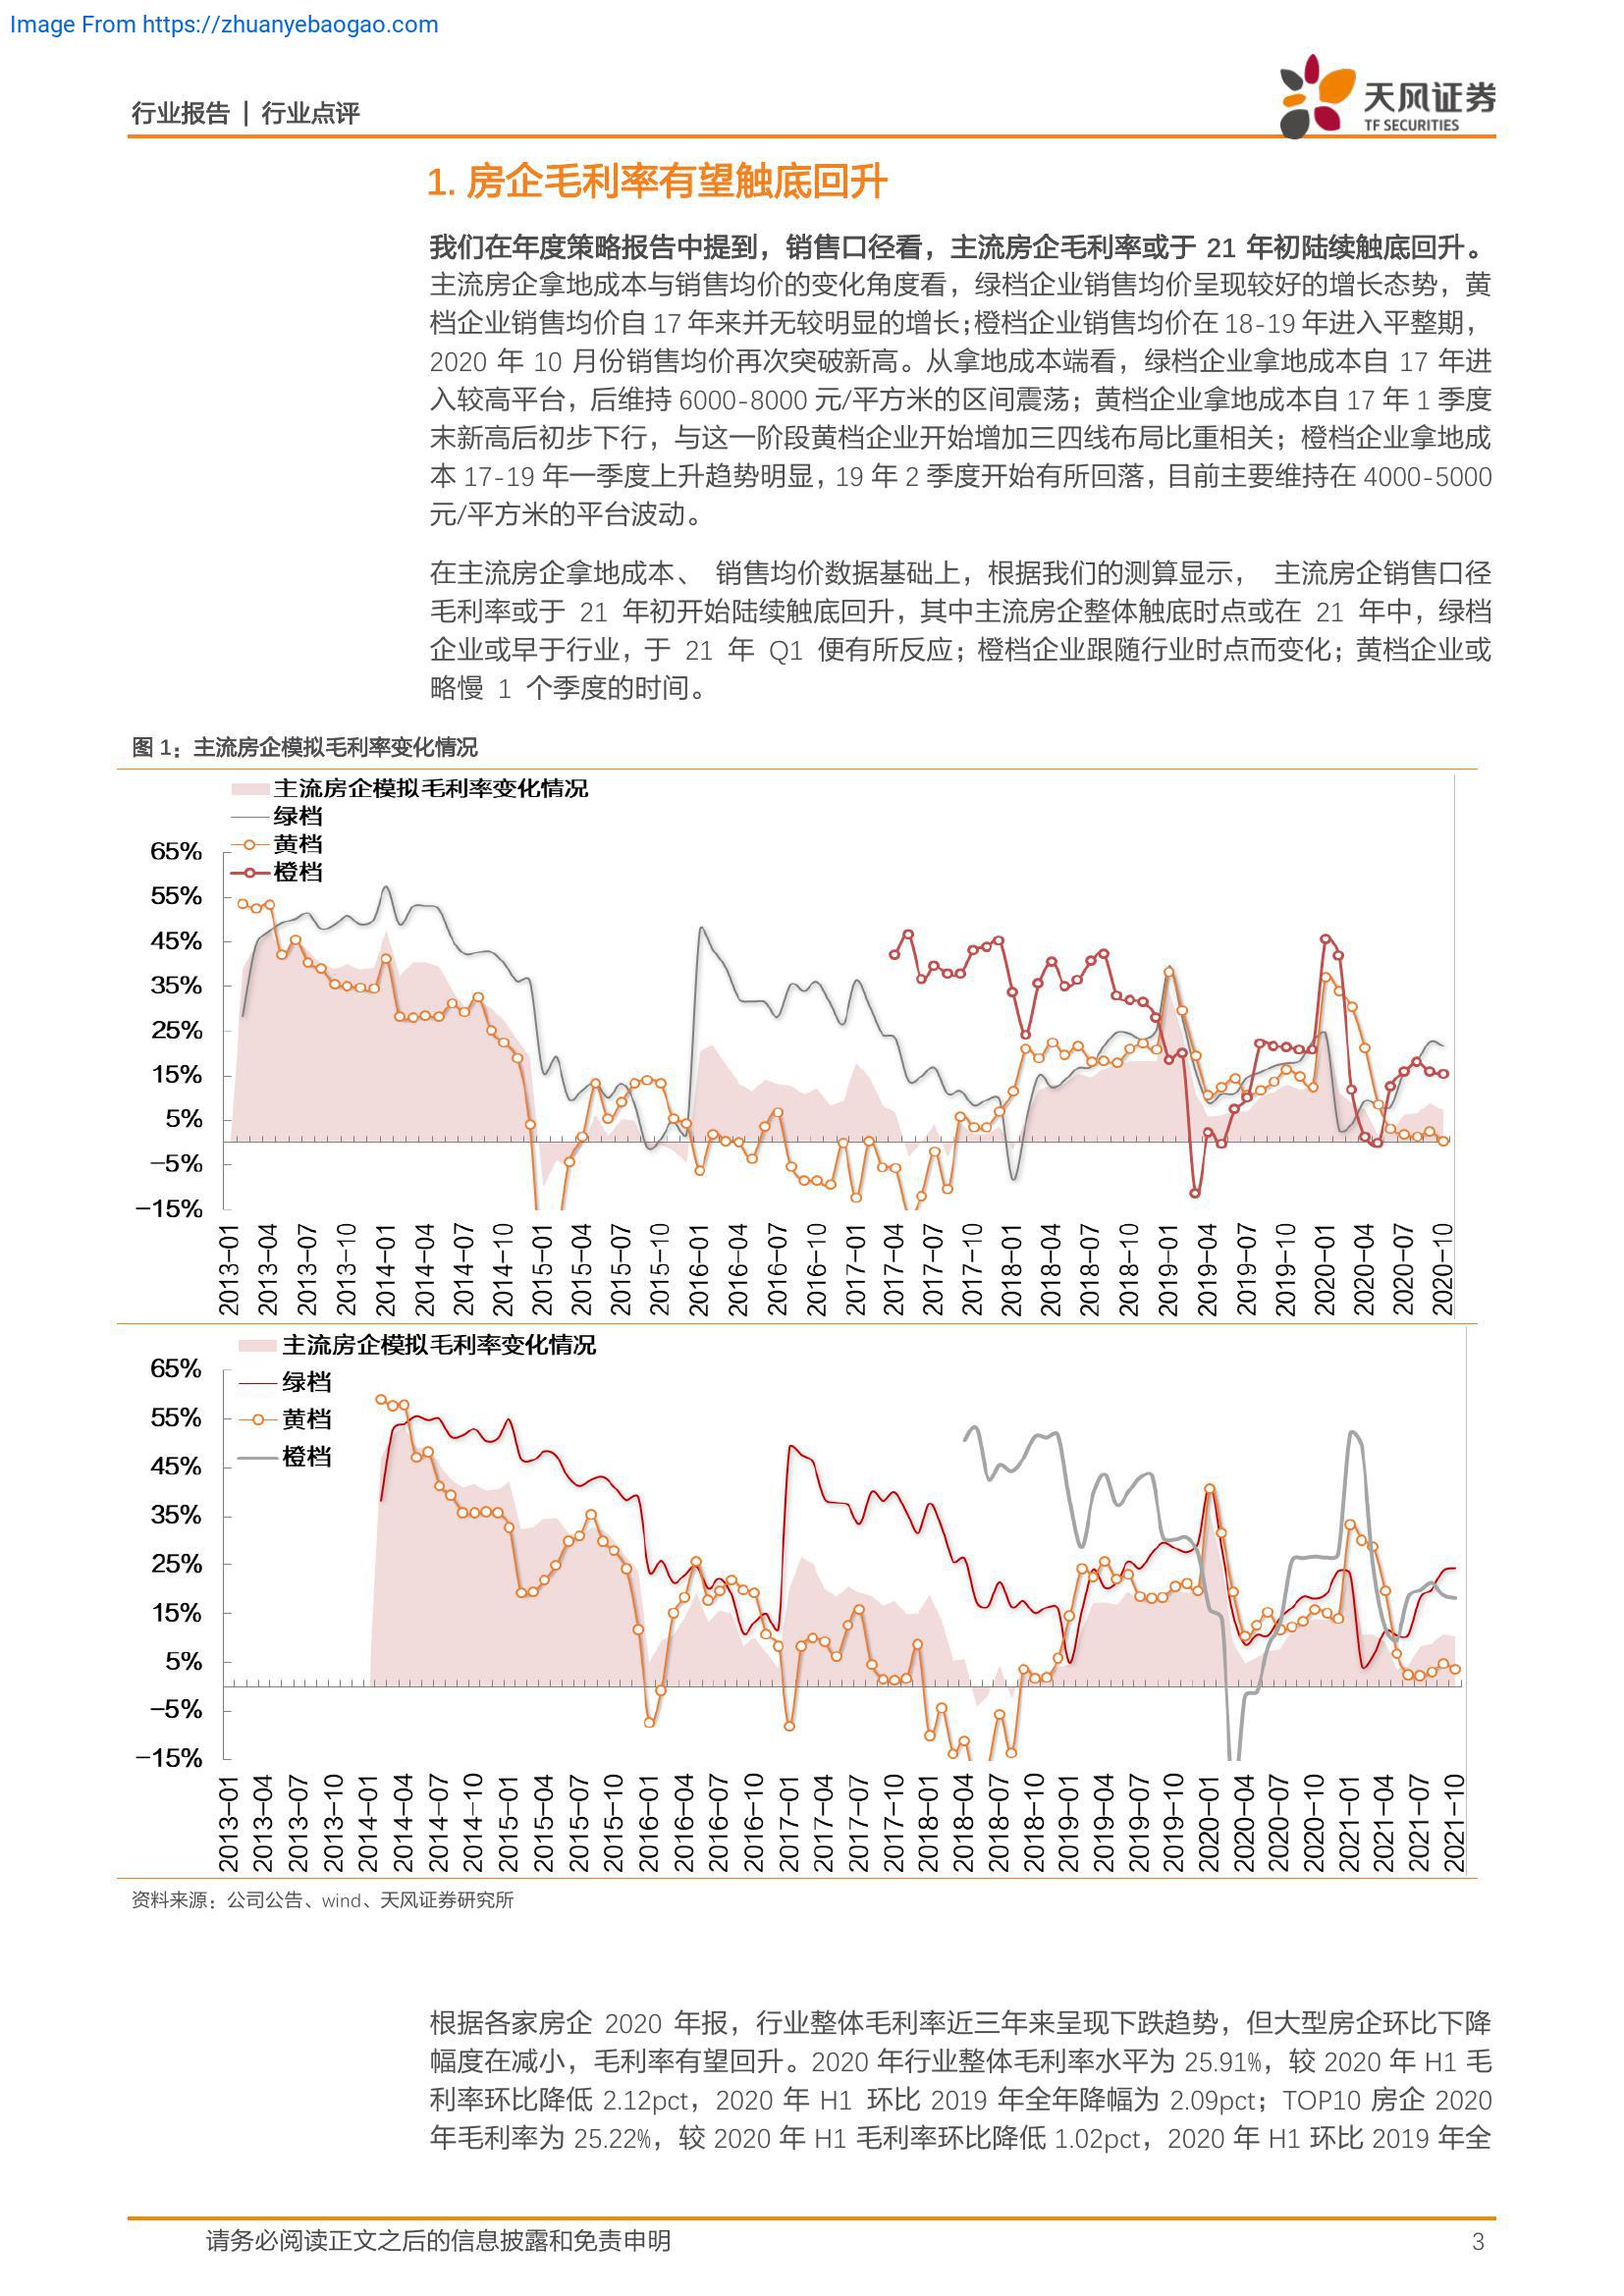 Image From https://zhuanyebaogao.com
行业报告 | 行业点评
天风证券
TF SECURITIES
1. 房企毛利率有望触底回升
我们在年度策略报告中提到，销售口径看，主流房企毛利率或于 21 年初陆续触底回升。
主流房企拿地成本与销售均价的变化角度看，绿档企业销售均价呈现较好的增长态势，黄
档企业销售均价自 17 年来并无较明显的增长；橙档企业销售均价在 18-19 年进入平整期，
2020 年 10 月份销售均价再次突破新高。从拿地成本端看，绿档企业拿地成本自 17 年进
入较高平台，后维持 6000-8000 元/平方米的区间震荡；黄档企业拿地成本自 17 年 1 季度
末新高后初步下行，与这一阶段黄档企业开始增加三四线布局比重相关；橙档企业拿地成
本 17-19 年一季度上升趋势明显，19 年 2 季度开始有所回落，目前主要维持在 4000-5000
元/平方米的平台波动。
在主流房企拿地成本、 销售均价数据基础上，根据我们的测算显示， 主流房企销售口径
毛利率或于 21 年初开始陆续触底回升，其中主流房企整体触底时点或在 21 年中，绿档
企业或早于行业，于 21 年 Q1 便有所反应；橙档企业跟随行业时点而变化；黄档企业或
略慢 1 个季度的时间。
图 1：主流房企模拟毛利率变化情况
主流房企模拟毛利率变化情况
绿档
黄档
橙档
65%
55%
45%
35%
25%
15%
5%
-5%
-15%
2013-01
2013-04
2013-07
2013-10
2014-01
2014-04
2014-07
2014-10
2015-01
2015-04
2015-07
2015-10
2016-01
2016-04
2016-07
2016-10
2017-01
2017-04
2017-07
2017-10
2018-01
2018-04
2018-07
2018-10
2019-01
2019-04
2019-07
2019-10
2020-01
2020-04
2020-07
2020-10
主流房企模拟毛利率变化情况
绿档
黄档
橙档
65%
55%
45%
35%
25%
15%
5%
-5%
-15%
2013-01
2013-04
2013-07
2013-10
2014-01
2014-04
2014-07
2014-10
2015-01
2015-04
2015-07
2015-10
2016-01
2016-04
2016-07
2016-10
2017-01
2017-04
2017-07
2017-10
2018-01
2018-04
2018-07
2018-10
2019-01
2019-04
2019-07
2019-10
2020-01
2020-04
2020-07
2020-10
2021-01
2021-04
2021-07
2021-10
资料来源：公司公告、wind、天风证券研究所
根据各家房企 2020 年报，行业整体毛利率近三年来呈现下跌趋势，但大型房企环比下降
幅度在减小，毛利率有望回升。2020 年行业整体毛利率水平为 25.91%，较 2020 年 H1 毛
利率环比降低 2.12pct，2020 年 H1 环比 2019 年全年降幅为 2.09pct；TOP10 房企 2020
年毛利率为 25.22%，较 2020 年 H1 毛利率环比降低 1.02pct，2020 年 H1 环比 2019 年全
请务必阅读正文之后的信息披露和免责申明
3